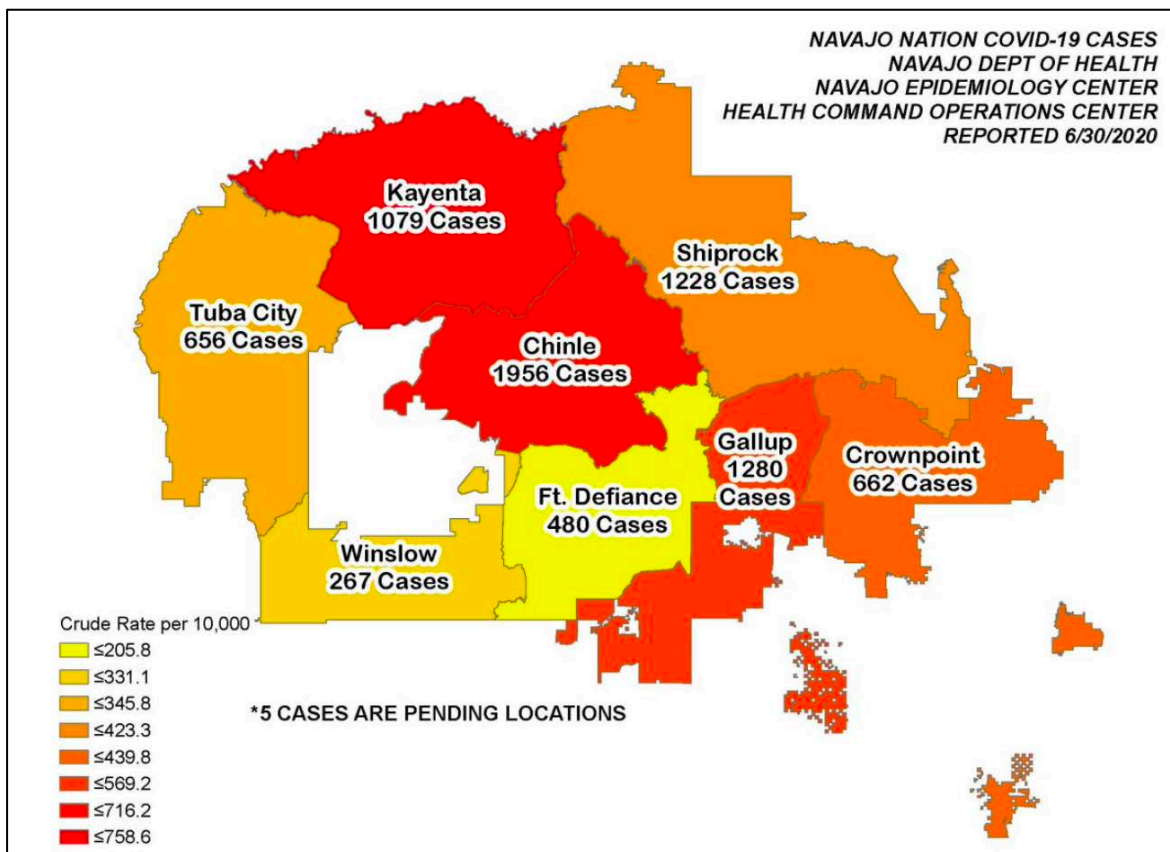 NAVAJO NATION COVID-19 CASES
NAVAJO DEPT OF HEALTH
NAVAJO EPIDEMIOLOGY CENTER
HEALTH COMMAND OPERATIONS CENTER
REPORTED 6/30/2020
Kayenta
1079 Cases
Shiprock
1228 Cases
Tuba City
656 Cases
Chinle
1956 Cases
Gallup
1280
Cases
Crownpoint
662 Cases
Ft. Defiance
480 Cases
Winslow
267 Cases
Crude Rate per 10,000
≤205.8
≤331.1
≤345.8
≤423.3
≤439.8
≤569.2
≤716.2
≤758.6
*5 CASES ARE PENDING LOCATIONS